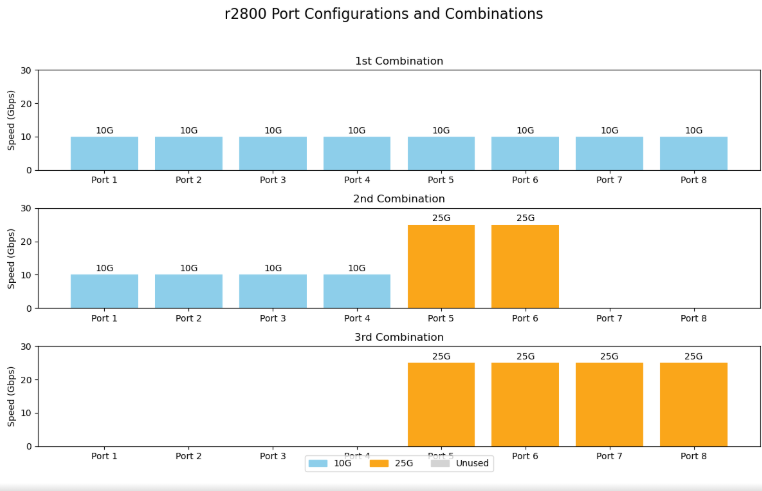 r2800 Port Configurations and Combinations
1st Combination
Speed (Gbps)
30
20
10
0
10G 10G 10G 10G 10G 10G 10G 10G
Port 1 Port 2 Port 3 Port 4 Port 5 Port 6 Port 7 Port 8
2nd Combination
Speed (Gbps)
30
20
10
0
25G 25G
10G 10G 10G 10G
Port 1 Port 2 Port 3 Port 4 Port 5 Port 6 Port 7 Port 8
3rd Combination
Speed (Gbps)
30
20
10
0
25G 25G 25G 25G
Port 1 Port 2 Port 3 Port 4 Port 5 Port 6 Port 7 Port 8
10G 25G Unused